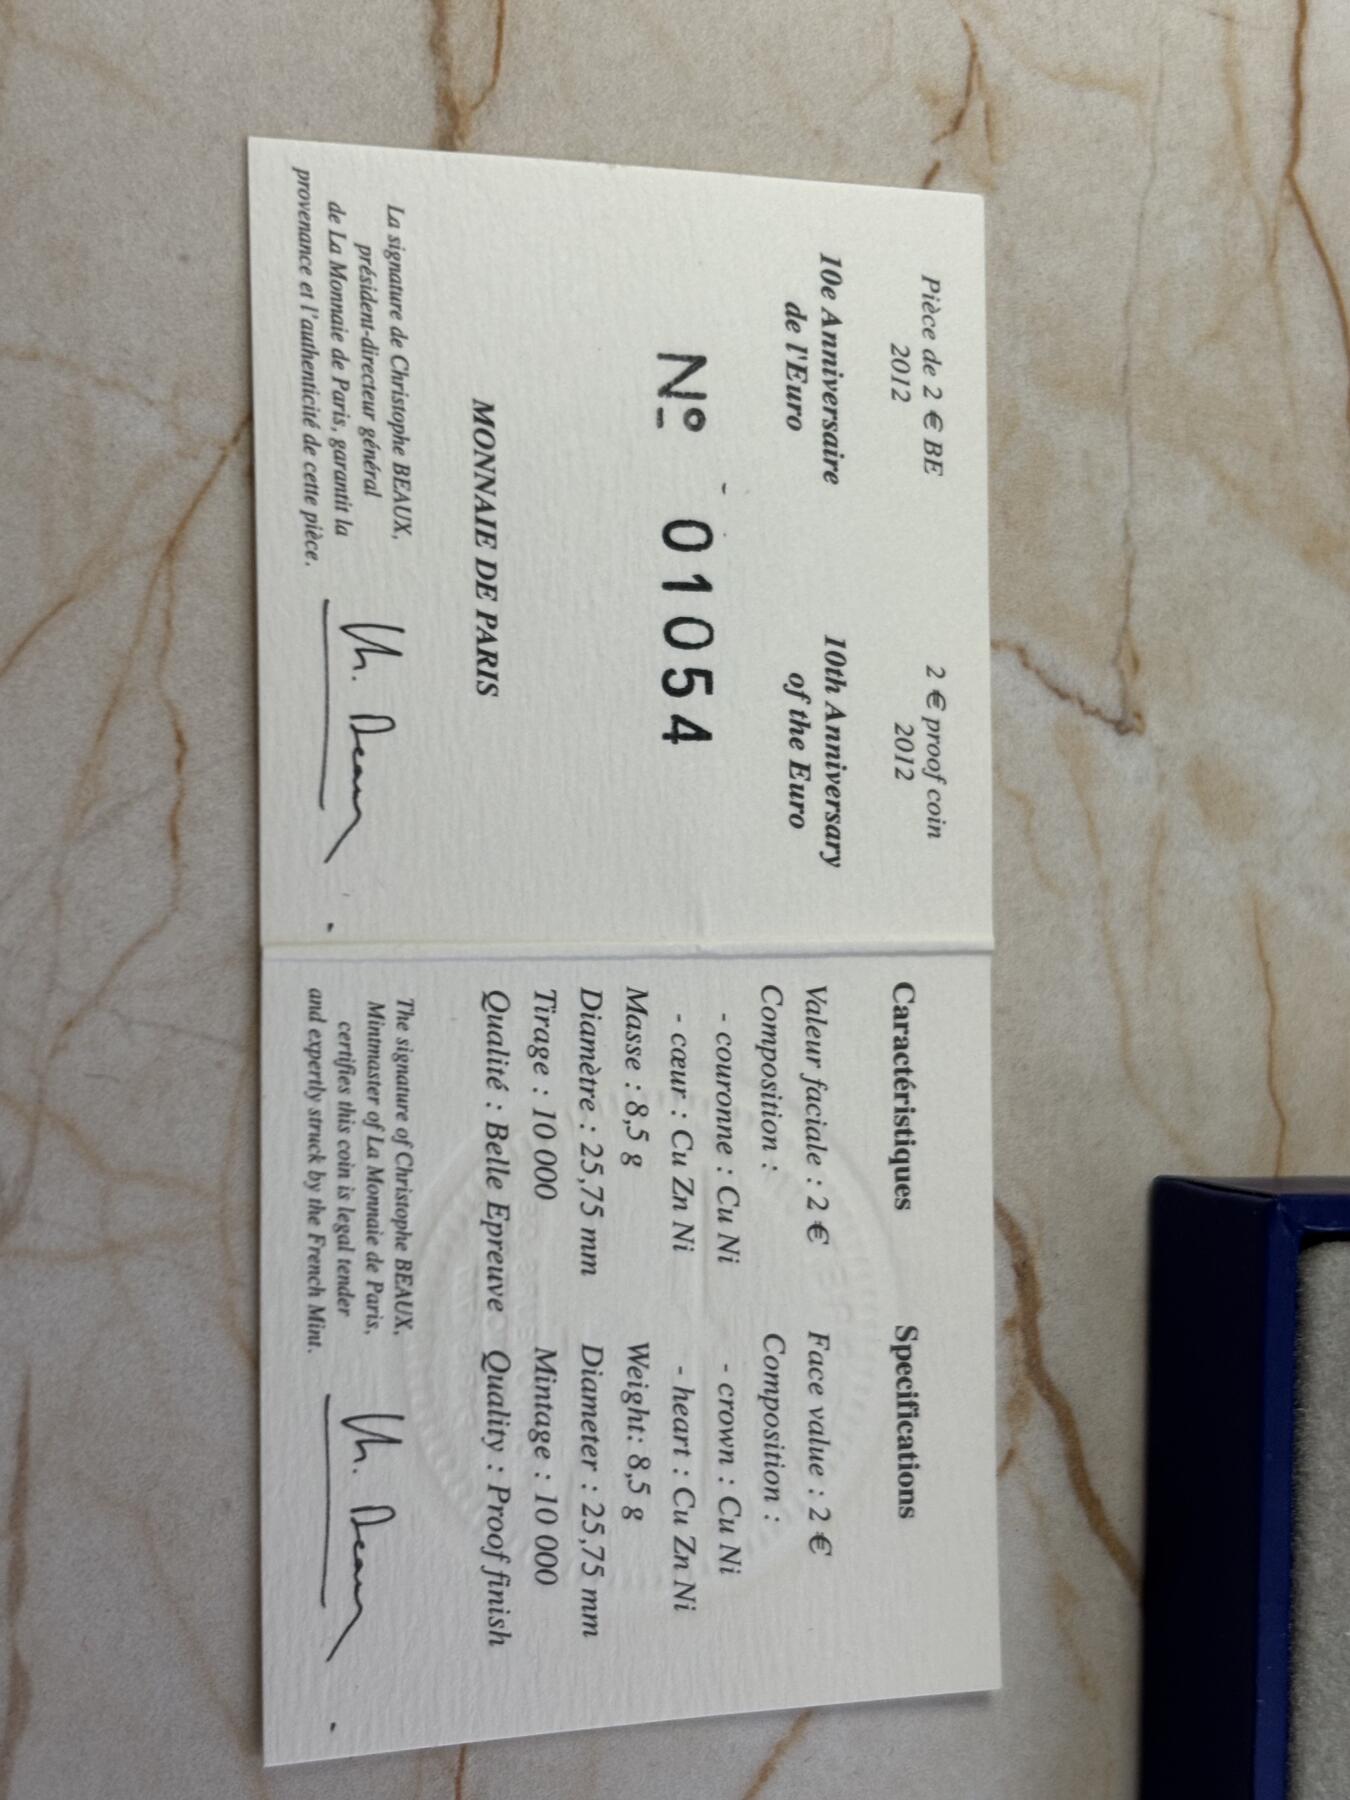 Pièce de 2 € BE
2012
2 € proof coin
2012
10e Anniversaire
de l'Euro
10th Anniversary
of the Euro
Nº 01054
MONNAIE DE PARIS
La signature de Christophe BEAUX,
président-directeur général
de La Monnaie de Paris, garantit la
provenance et l'authenticité de cette pièce.
Ch. Beaux
Caractéristiques
Valeur faciale : 2 €
Composition :
- couronne : Cu Ni
- cœur : Cu Zn Ni
Masse : 8,5 g
Diamètre : 25,75 mm
Tirage : 10 000
Qualité : Belle Epreuve
Specifications
Face value : 2 €
Composition :
- crown : Cu Ni
- heart : Cu Zn Ni
Weight: 8,5 g
Diameter : 25,75 mm
Mintage : 10 000
Quality : Proof finish
The signature of Christophe BEAUX,
Mintmaster of La Monnaie de Paris,
certifies this coin is legal tender
and expertly struck by the French Mint.
Ch. Beaux